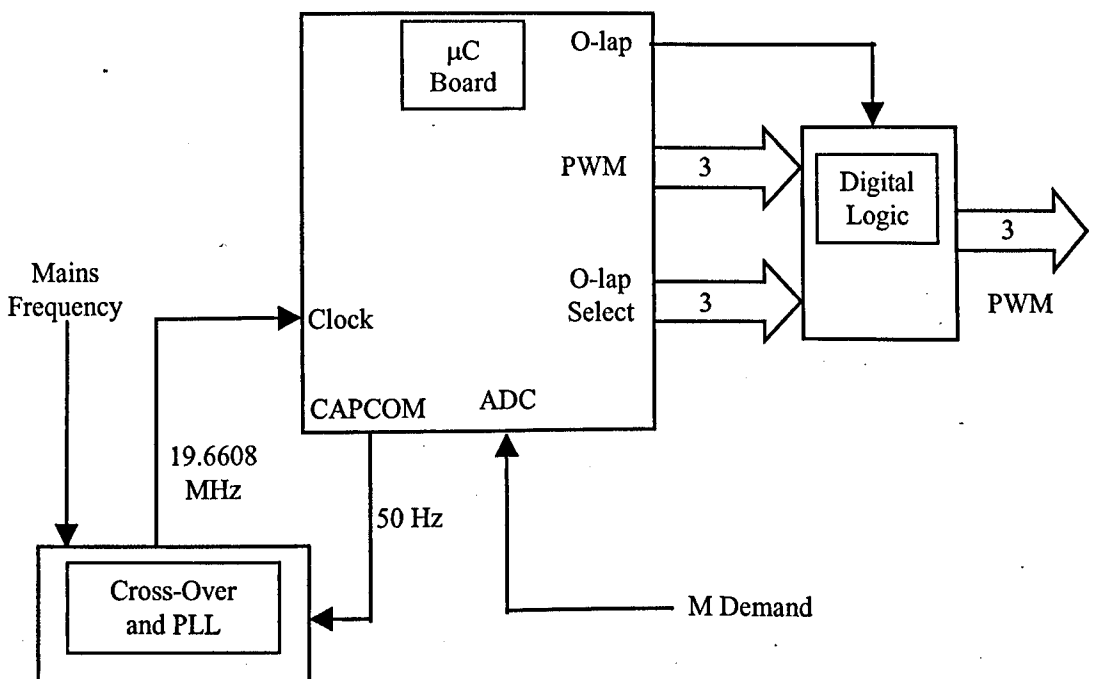 μC
Board
O-lap
PWM
3
Digital
Logic
3
PWM
O-lap
Select
3
Mains
Frequency
Clock
CAPCOM
ADC
19.6608
MHz
50 Hz
Cross-Over
and PLL
M Demand